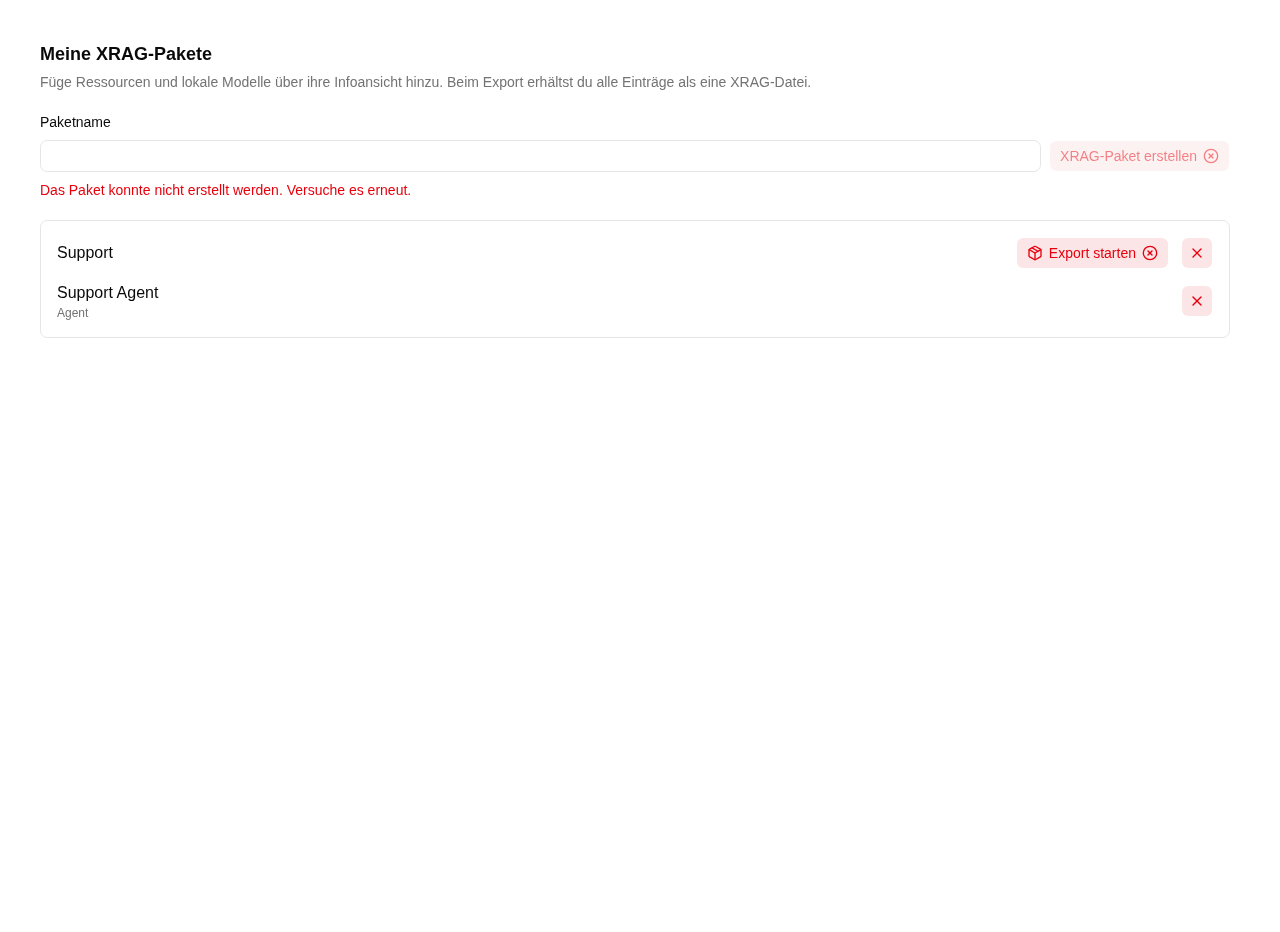 Meine XRAG-Pakete
Füge Ressourcen und lokale Modelle über ihre Infoansicht hinzu. Beim Export erhältst du alle Einträge als eine XRAG-Datei.
Paketname
XRAG-Paket erstellen
Das Paket konnte nicht erstellt werden. Versuche es erneut.
Support
Export starten
Support Agent
Agent